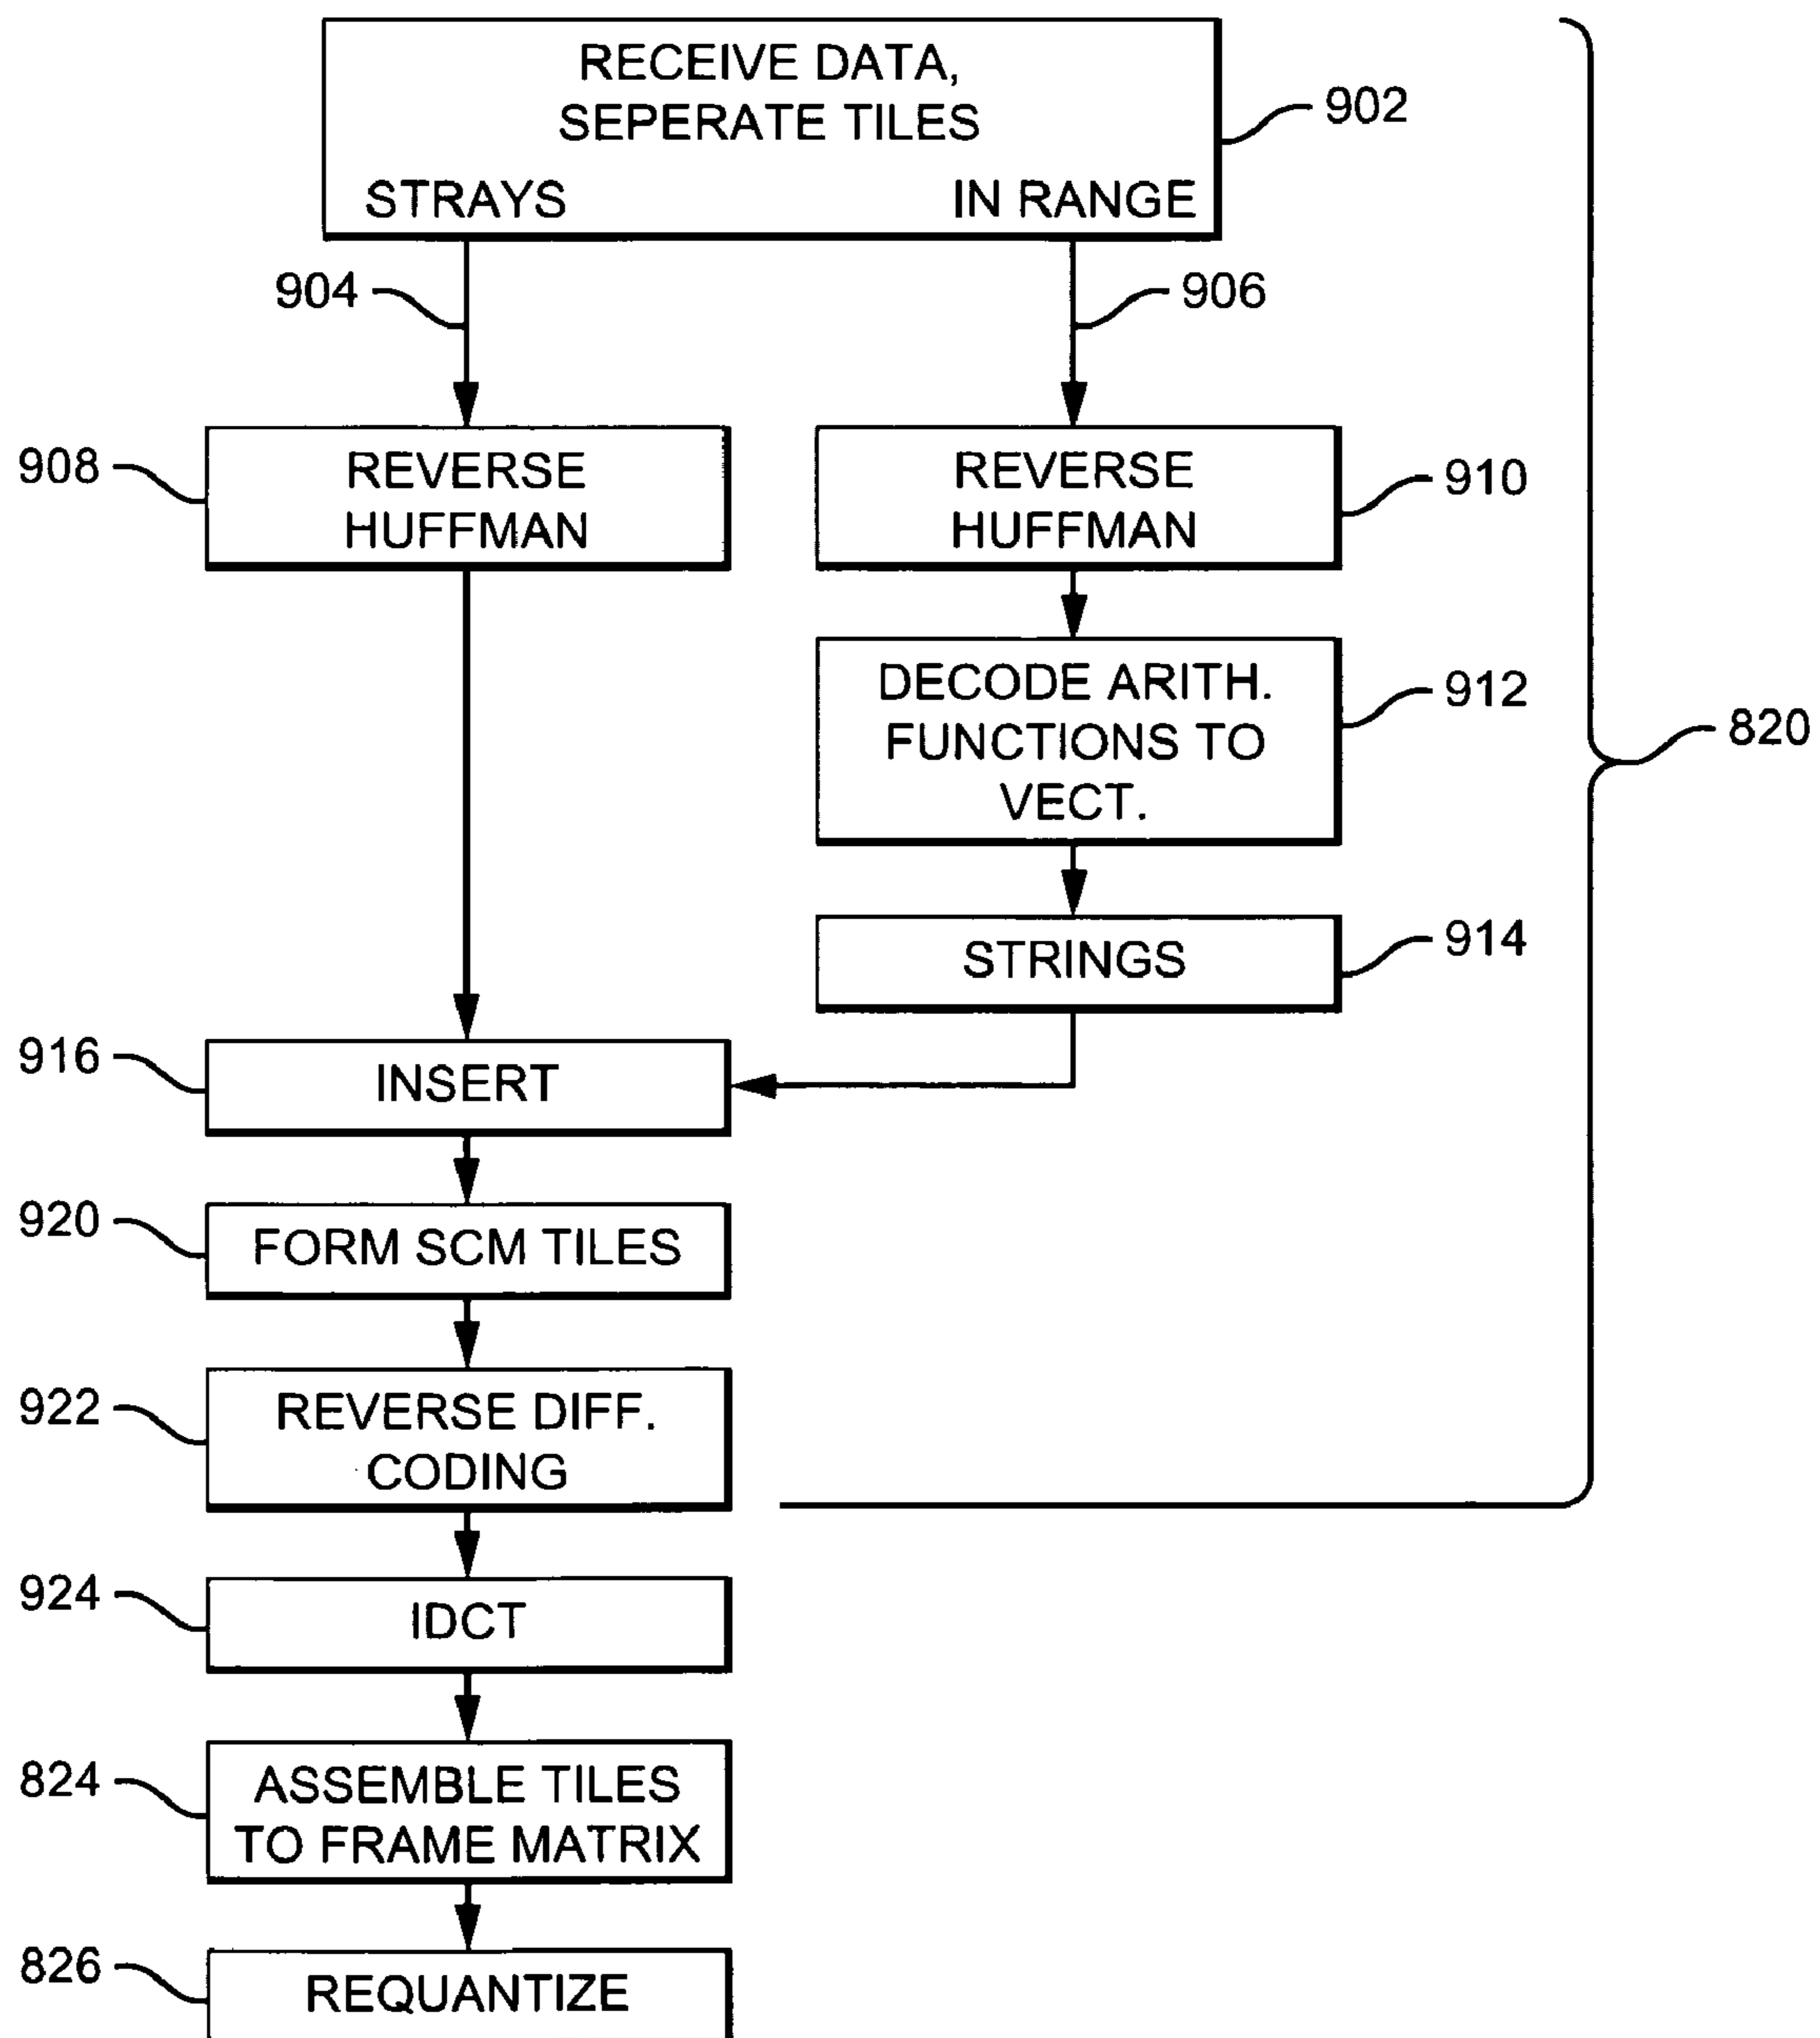 RECEIVE DATA,
SEPERATE TILES
STRAYS IN RANGE
902
904
906
908
REVERSE
HUFFMAN
REVERSE
HUFFMAN
910
DECODE ARITH.
FUNCTIONS TO
VECT.
912
820
STRINGS
914
916
INSERT
920
FORM SCM TILES
922
REVERSE DIFF.
CODING
924
IDCT
824
ASSEMBLE TILES
TO FRAME MATRIX
826
REQUANTIZE